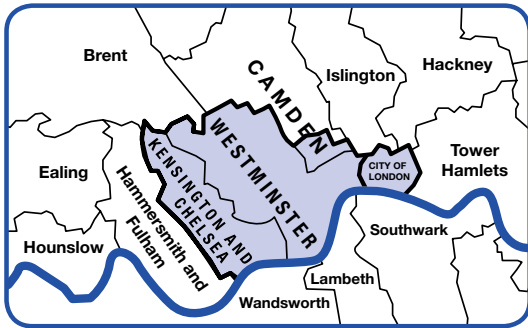 Brent
CAMDEN
Islington
Hackney
WESTMINSTER
KENSINGTON AND
CHELSEA
CITY OF
LONDON
Tower
Hamlets
Ealing
Hammersmith and
Fulham
Hounslow
Southwark
Lambeth
Wandsworth